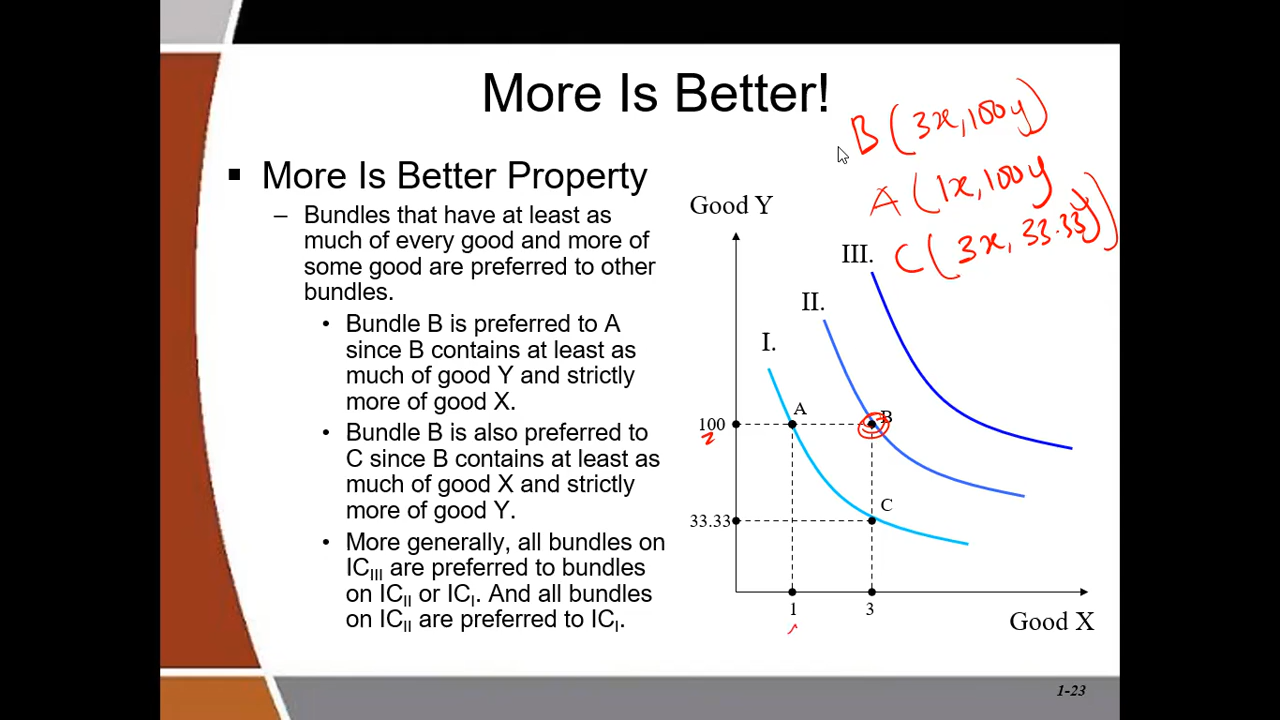 More Is Better!
B (3x, 100y)
▪ More Is Better Property
A (1x, 100y)
– Bundles that have at least as
much of every good and more of
some good are preferred to other
bundles.
C (3x, 33.33y)
• Bundle B is preferred to A
since B contains at least as
much of good Y and strictly
more of good X.
• Bundle B is also preferred to
C since B contains at least as
much of good X and strictly
more of good Y.
• More generally, all bundles on
ICIII are preferred to bundles
on ICII or ICI. And all bundles
on ICII are preferred to ICI.
Good Y
III.
II.
I.
A
B
100
C
33.33
1
3
Good X
1-23